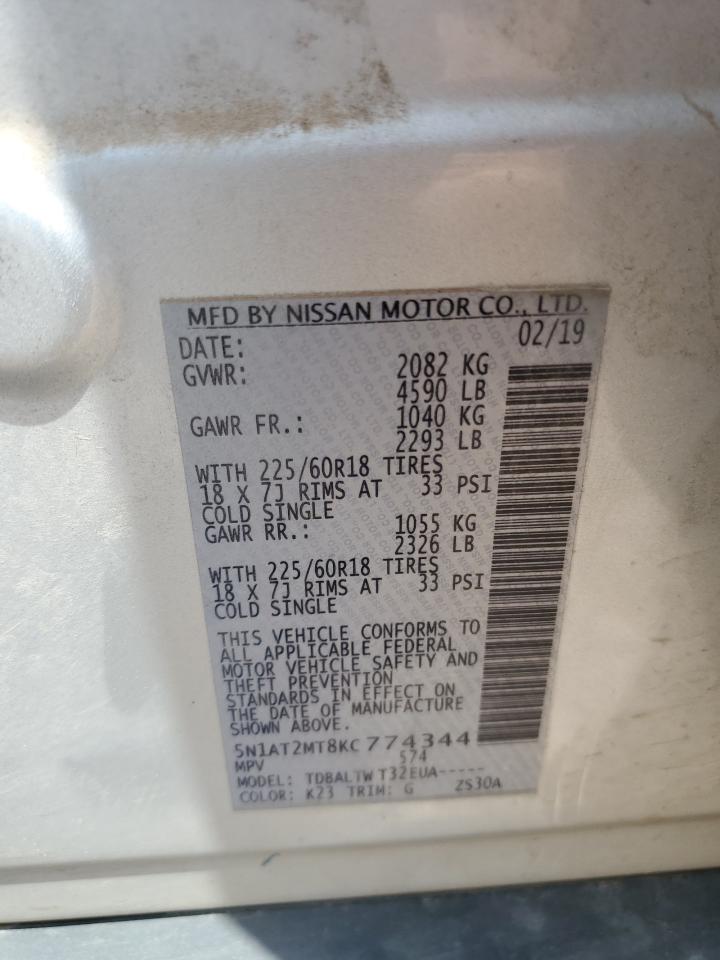 MFD BY NISSAN MOTOR CO., LTD.
DATE: 02/19
GVWR: 2082 KG
4590 LB
GAWR FR.: 1040 KG
2293 LB
WITH 225/60R18 TIRES
18 X 7J RIMS AT 33 PSI
COLD SINGLE
GAWR RR.: 1055 KG
2326 LB
WITH 225/60R18 TIRES
18 X 7J RIMS AT 33 PSI
COLD SINGLE
THIS VEHICLE CONFORMS TO
ALL APPLICABLE FEDERAL
MOTOR VEHICLE SAFETY AND
THEFT PREVENTION
STANDARDS IN EFFECT ON
THE DATE OF MANUFACTURE
SHOWN ABOVE.
5N1AT2MT8KC774344
MPV 574
MODEL: TDBALTW T32EUA-----
COLOR: K23 TRIM: G ZS30A